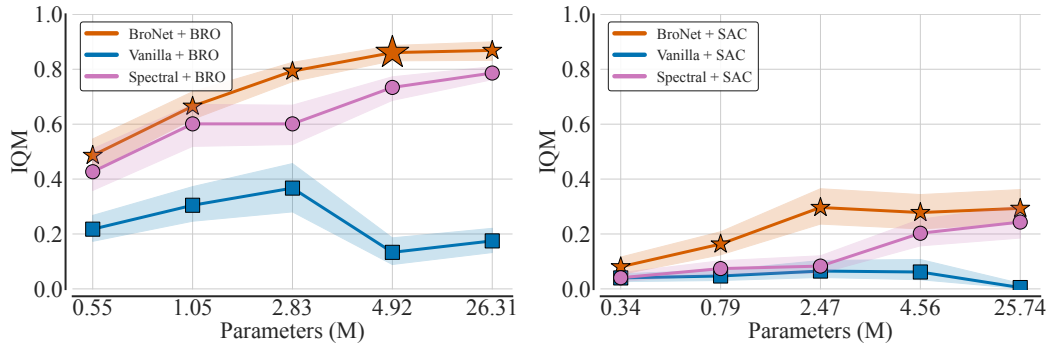 1.0
0.8
0.6
0.4
0.2
0.0
IQM
BroNet + BRO
Vanilla + BRO
Spectral + BRO
0.55 1.05 2.83 4.92 26.31
Parameters (M)
1.0
0.8
0.6
0.4
0.2
0.0
IQM
BroNet + SAC
Vanilla + SAC
Spectral + SAC
0.34 0.79 2.47 4.56 25.74
Parameters (M)